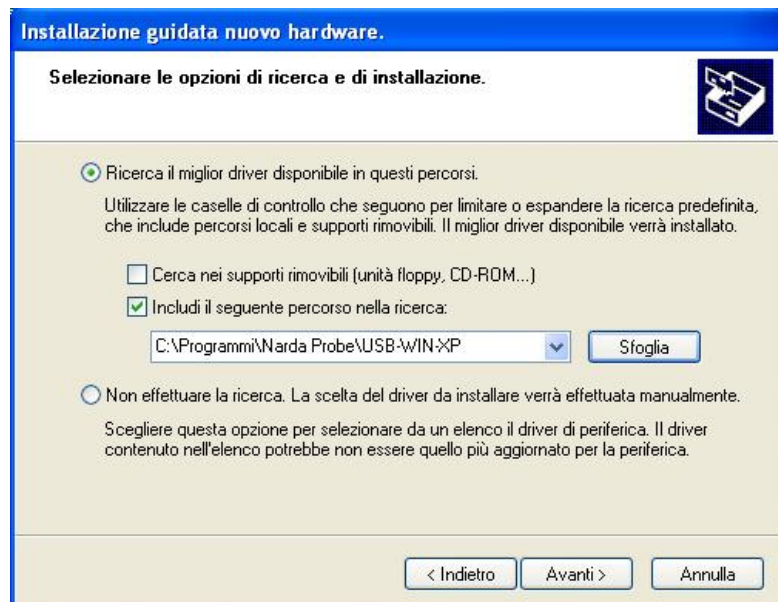 Installazione guidata nuovo hardware.
Selezionare le opzioni di ricerca e di installazione.
Ricerca il miglior driver disponibile in questi percorsi.
Utilizzare le caselle di controllo che seguono per limitare o espandere la ricerca predefinita,
che include percorsi locali e supporti rimovibili. Il miglior driver disponibile verrà installato.
Cerca nei supporti rimovibili (unità floppy, CD-ROM...)
Includi il seguente percorso nella ricerca:
C:\Programmi\Narda Probe\USB-WIN-XP
Sfoglia
Non effettuare la ricerca. La scelta del driver da installare verrà effettuata manualmente.
Scegliere questa opzione per selezionare da un elenco il driver di periferica. Il driver
contenuto nell'elenco potrebbe non essere quello più aggiornato per la periferica.
< Indietro
Avanti >
Annulla